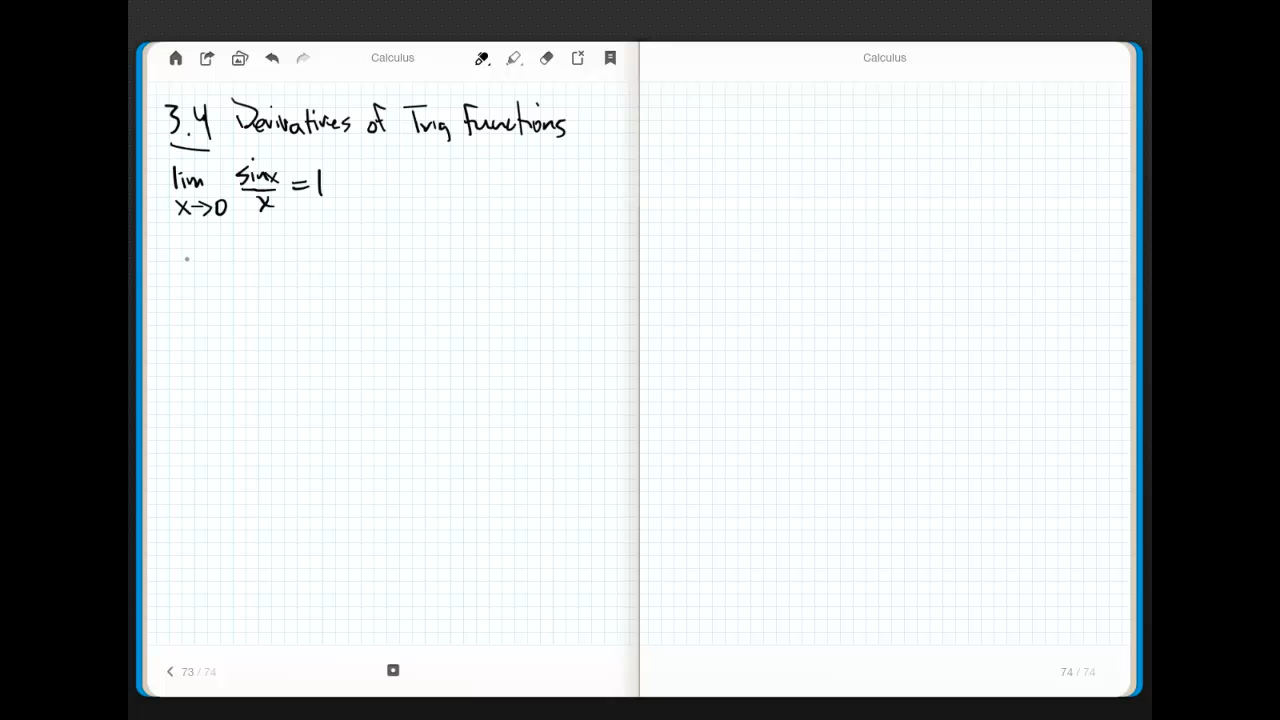 Calculus
3.4 Derivatives of Trig Functions
lim sinx/x = 1
x→0
73 / 74
Calculus
74 / 74